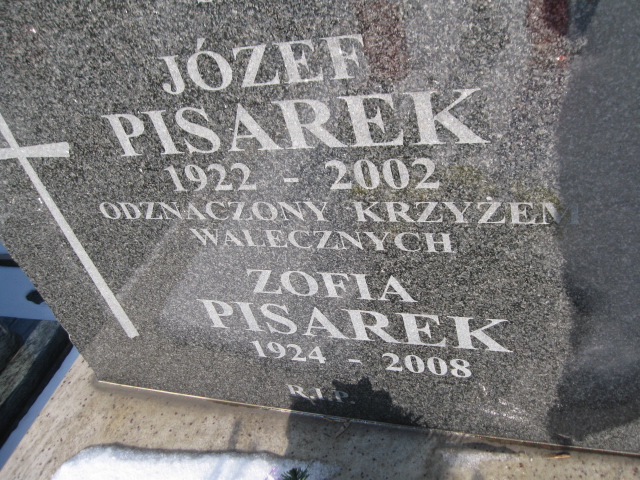 JÓZEF
PISAREK
1922 - 2002
ODZNACZONY KRZYŻEM
WALECZNYCH
ZOFIA
PISAREK
1924 - 2008
R.I.P.